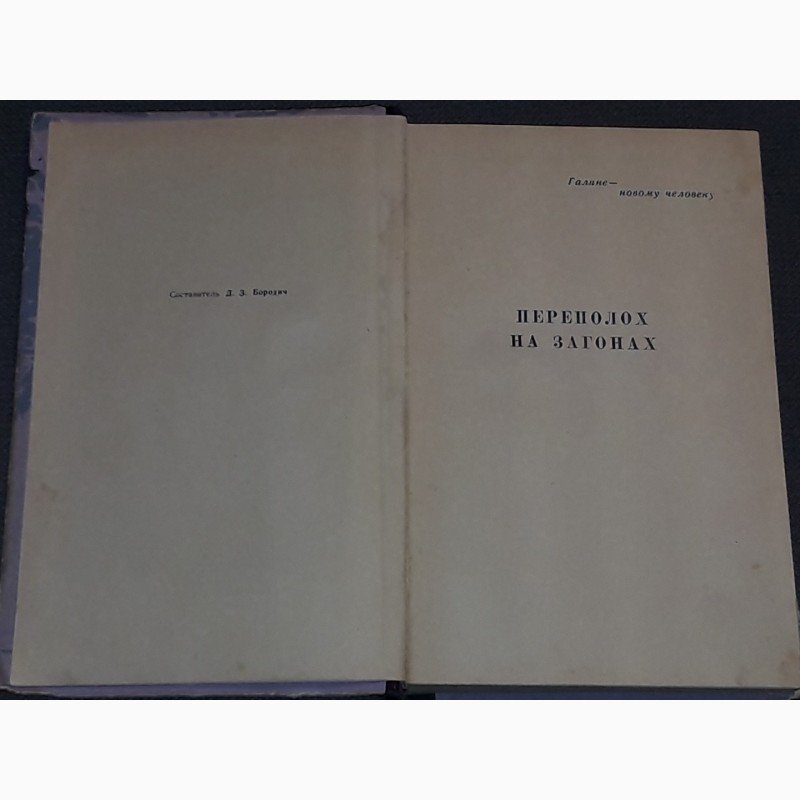 Составитель Д. З. Бородич
Галине—
новому человеку
ПЕРЕПОЛОХ
НА ЗАГОНАХ